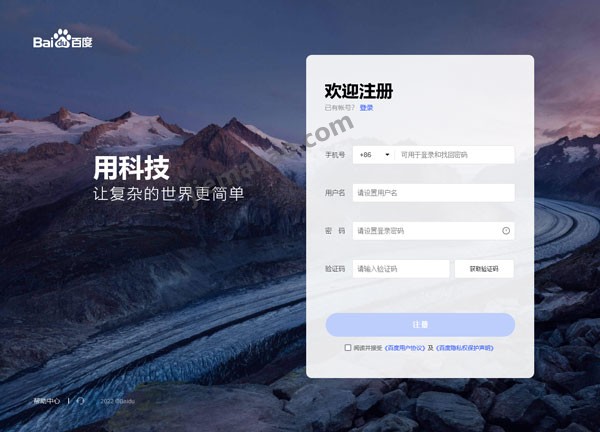 Bai du 百度
用科技
让复杂的世界更简单
欢迎注册
已有帐号? 登录
手机号 +86 可用于登录和找回密码
用户名 请设置用户名
密 码 请设置登录密码
验证码 请输入验证码 获取验证码
注册
阅读并接受《百度用户协议》及《百度隐私权保护声明》
帮助中心 2022 ©Baidu